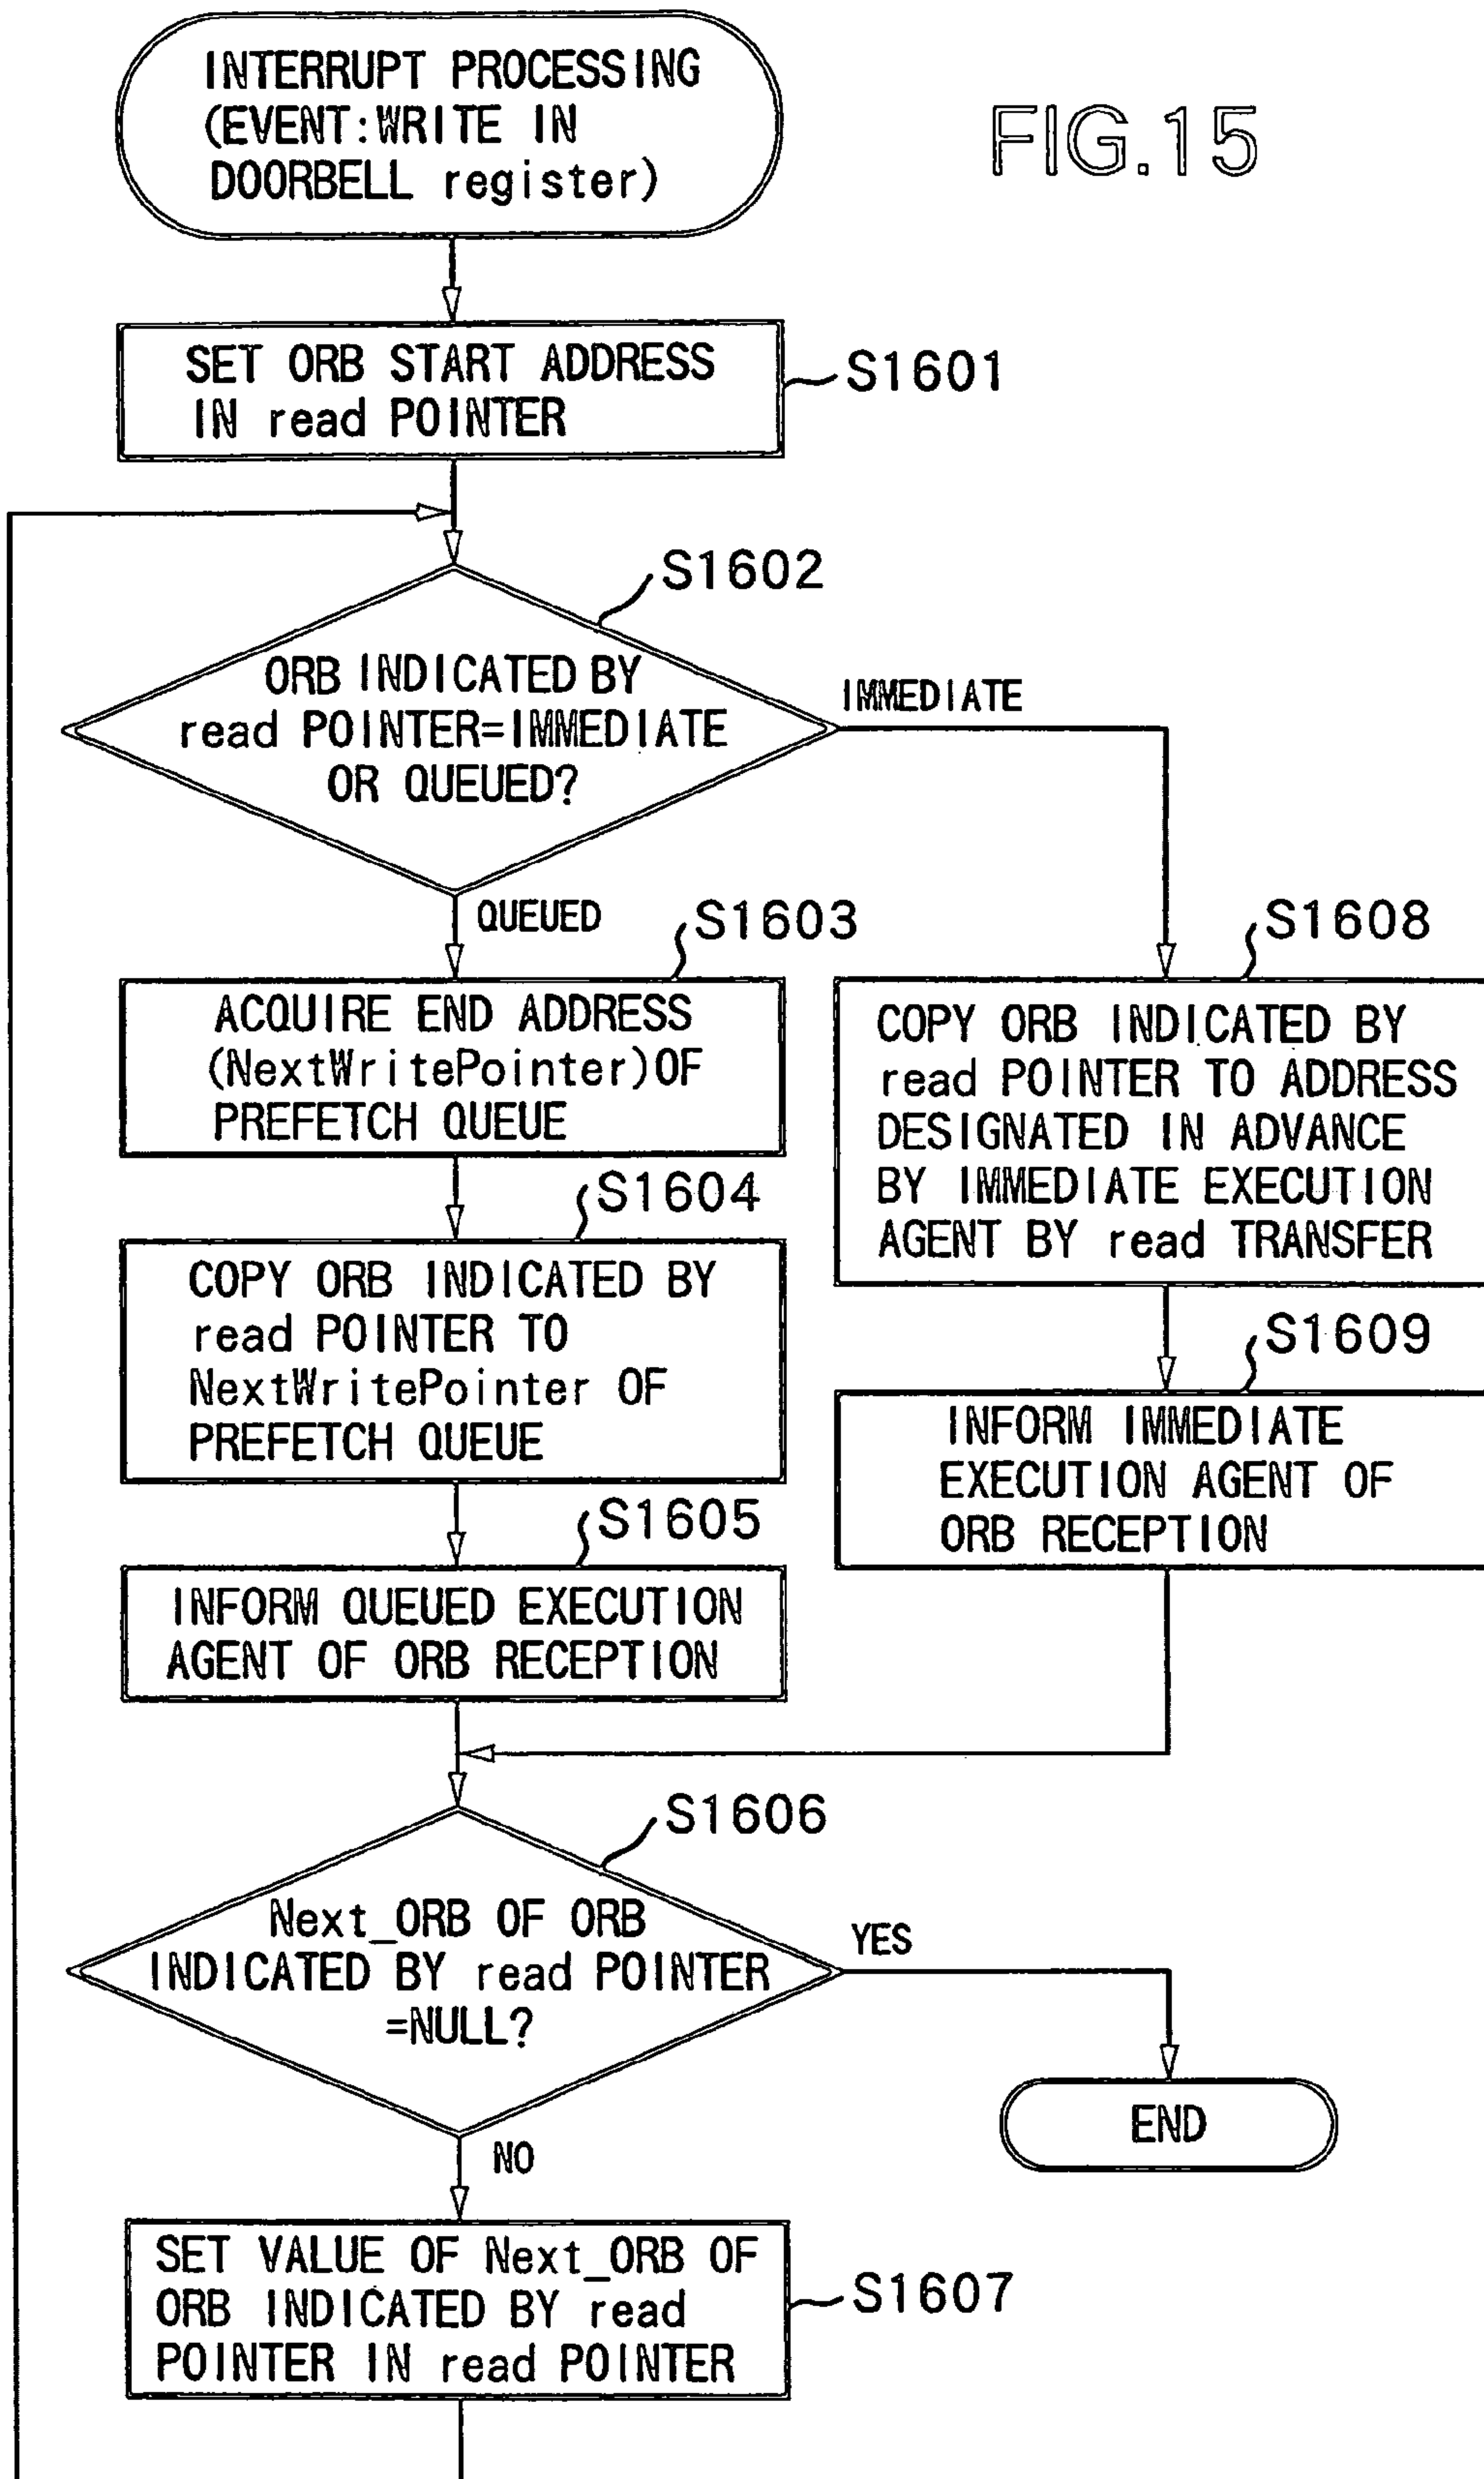 INTERRUPT PROCESSING
(EVENT:WRITE IN
DOORBELL register)
FIG.15
SET ORB START ADDRESS
IN read POINTER
S1601
S1602
ORB INDICATED BY
read POINTER=IMMEDIATE
OR QUEUED?
IMMEDIATE
QUEUED
S1603
ACQUIRE END ADDRESS
(NextWritePointer)OF
PREFETCH QUEUE
S1604
COPY ORB INDICATED BY
read POINTER TO
NextWritePointer OF
PREFETCH QUEUE
S1605
INFORM QUEUED EXECUTION
AGENT OF ORB RECEPTION
S1608
COPY ORB INDICATED BY
read POINTER TO ADDRESS
DESIGNATED IN ADVANCE
BY IMMEDIATE EXECUTION
AGENT BY read TRANSFER
S1609
INFORM IMMEDIATE
EXECUTION AGENT OF
ORB RECEPTION
S1606
Next_ORB OF ORB
INDICATED BY read POINTER
=NULL?
YES
END
NO
SET VALUE OF Next_ORB OF
ORB INDICATED BY read
POINTER IN read POINTER
S1607